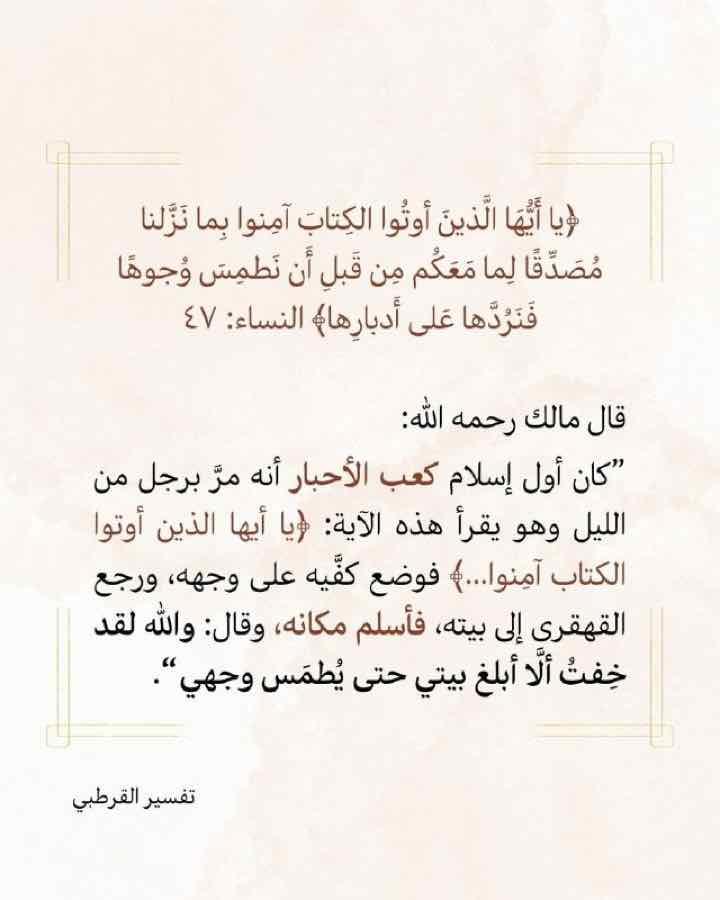 ﴿يا أَيُّهَا الَّذينَ أوتُوا الكِتابَ آمِنوا بِما نَزَّلنا
مُصَدِّقًا لِما مَعَكُم مِن قَبلِ أَن نَطمِسَ وُجوهًا
فَنَرُدَّها عَلى أَدبارِها﴾ النساء: ٤٧
قال مالك رحمه الله:
”كان أول إسلام كعب الأحبار أنه مرَّ برجل من
الليل وهو يقرأ هذه الآية: ﴿يا أيها الذين أوتوا
الكتاب آمِنوا...﴾ فوضع كفَّيه على وجهه، ورجع
القهقرى إلى بيته، فأسلم مكانه، وقال: والله لقد
خِفتُ ألَّا أبلغ بيتي حتى يُطمَس وجهي“.
تفسير القرطبي